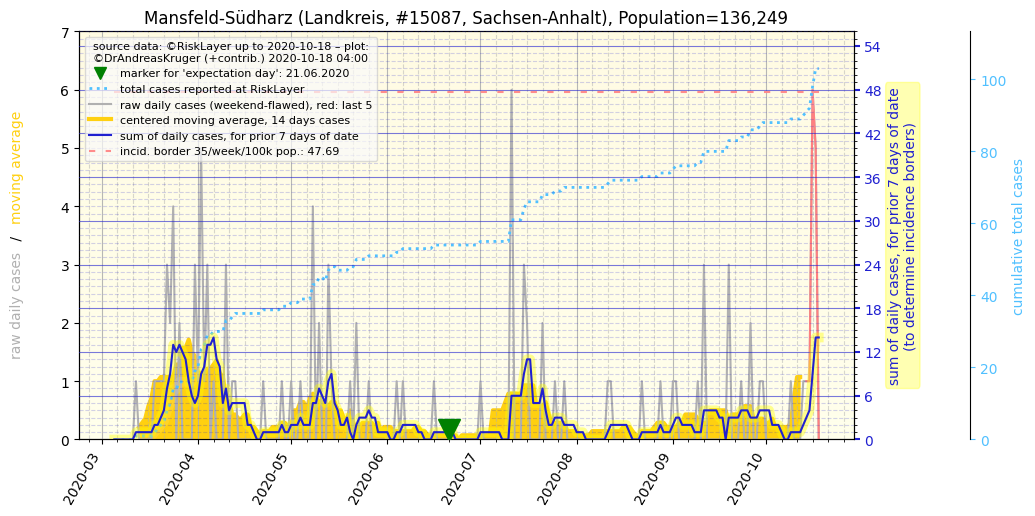 Mansfeld-Südharz (Landkreis, #15087, Sachsen-Anhalt), Population=136,249
source data: ©RiskLayer up to 2020-10-18 – plot:
©DrAndreasKruger (+contrib.) 2020-10-18 04:00
marker for 'expectation day': 21.06.2020
total cases reported at RiskLayer
raw daily cases (weekend-flawed), red: last 5
centered moving average, 14 days cases
sum of daily cases, for prior 7 days of date
incid. border 35/week/100k pop.: 47.69
raw daily cases / moving average
7
6
5
4
3
2
1
0
2020-03
2020-04
2020-05
2020-06
2020-07
2020-08
2020-09
2020-10
54
48
42
36
30
24
18
12
6
0
sum of daily cases, for prior 7 days of date
(to determine incidence borders)
100
80
60
40
20
0
cumulative total cases